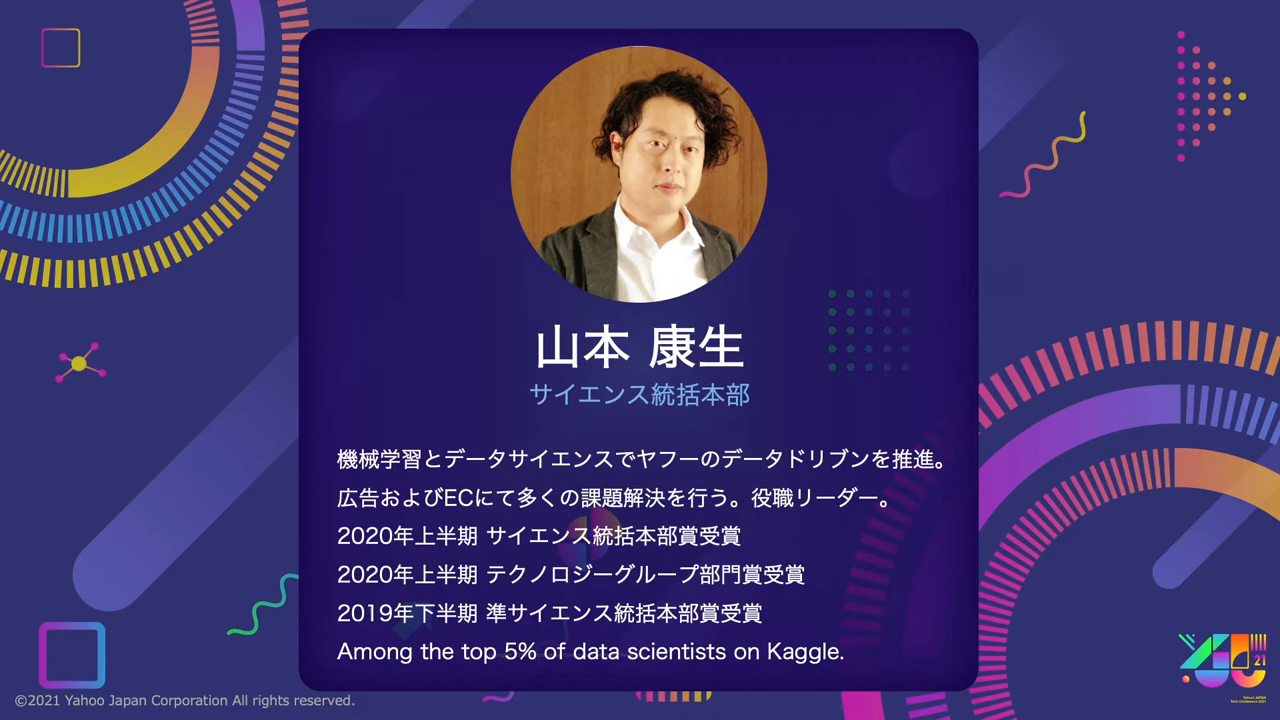 山本 康生
サイエンス統括本部
機械学習とデータサイエンスでヤフーのデータドリブンを推進。
広告およびECにて多くの課題解決を行う。役職リーダー。
2020年上半期 サイエンス統括本部賞受賞
2020年上半期 テクノロジーグループ部門賞受賞
2019年下半期 準サイエンス統括本部賞受賞
Among the top 5% of data scientists on Kaggle.
21
©2021 Yahoo Japan Corporation All rights reserved.